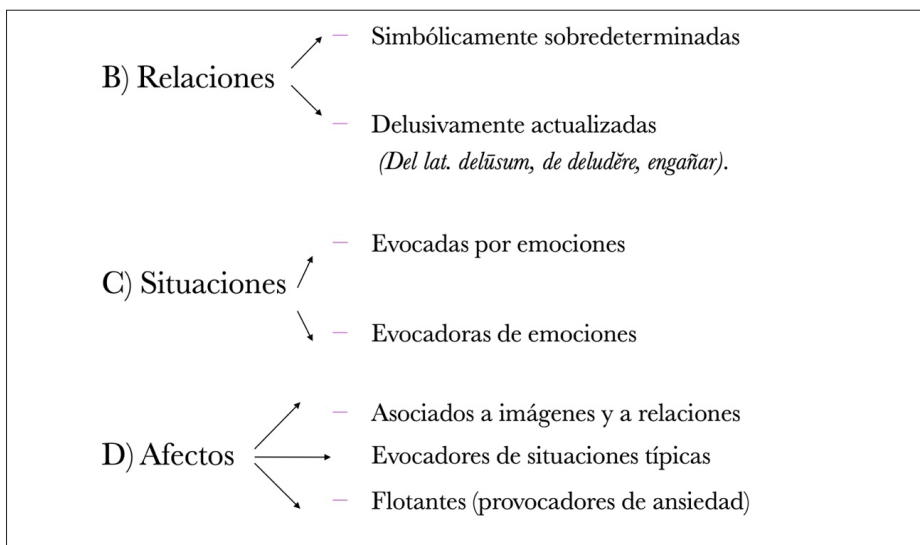 — Simbólicamente sobredeterminadas
B) Relaciones
— Delusivamente actualizadas
(Del lat. delūsum, de deludĕre, engañar).
— Evocadas por emociones
C) Situaciones
— Evocadoras de emociones
— Asociados a imágenes y a relaciones
D) Afectos
Evocadores de situaciones típicas
— Flotantes (provocadores de ansiedad)